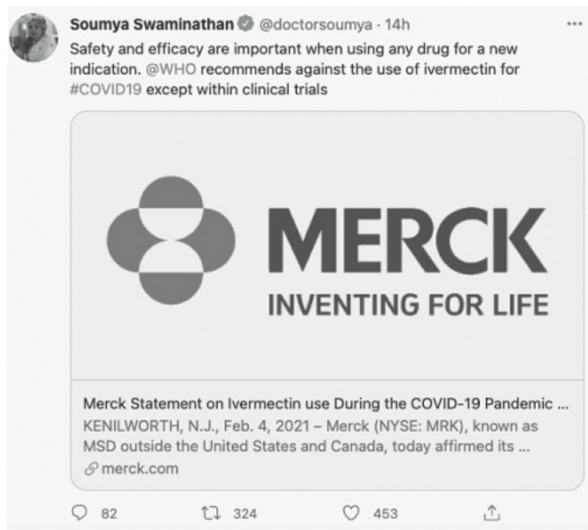 Soumya Swaminathan @doctorsoumya · 14h
Safety and efficacy are important when using any drug for a new
indication. @WHO recommends against the use of ivermectin for
#COVID19 except within clinical trials
MERCK
INVENTING FOR LIFE
Merck Statement on Ivermectin use During the COVID-19 Pandemic ...
KENILWORTH, N.J., Feb. 4, 2021 – Merck (NYSE: MRK), known as
MSD outside the United States and Canada, today affirmed its ...
merck.com
82 324 453